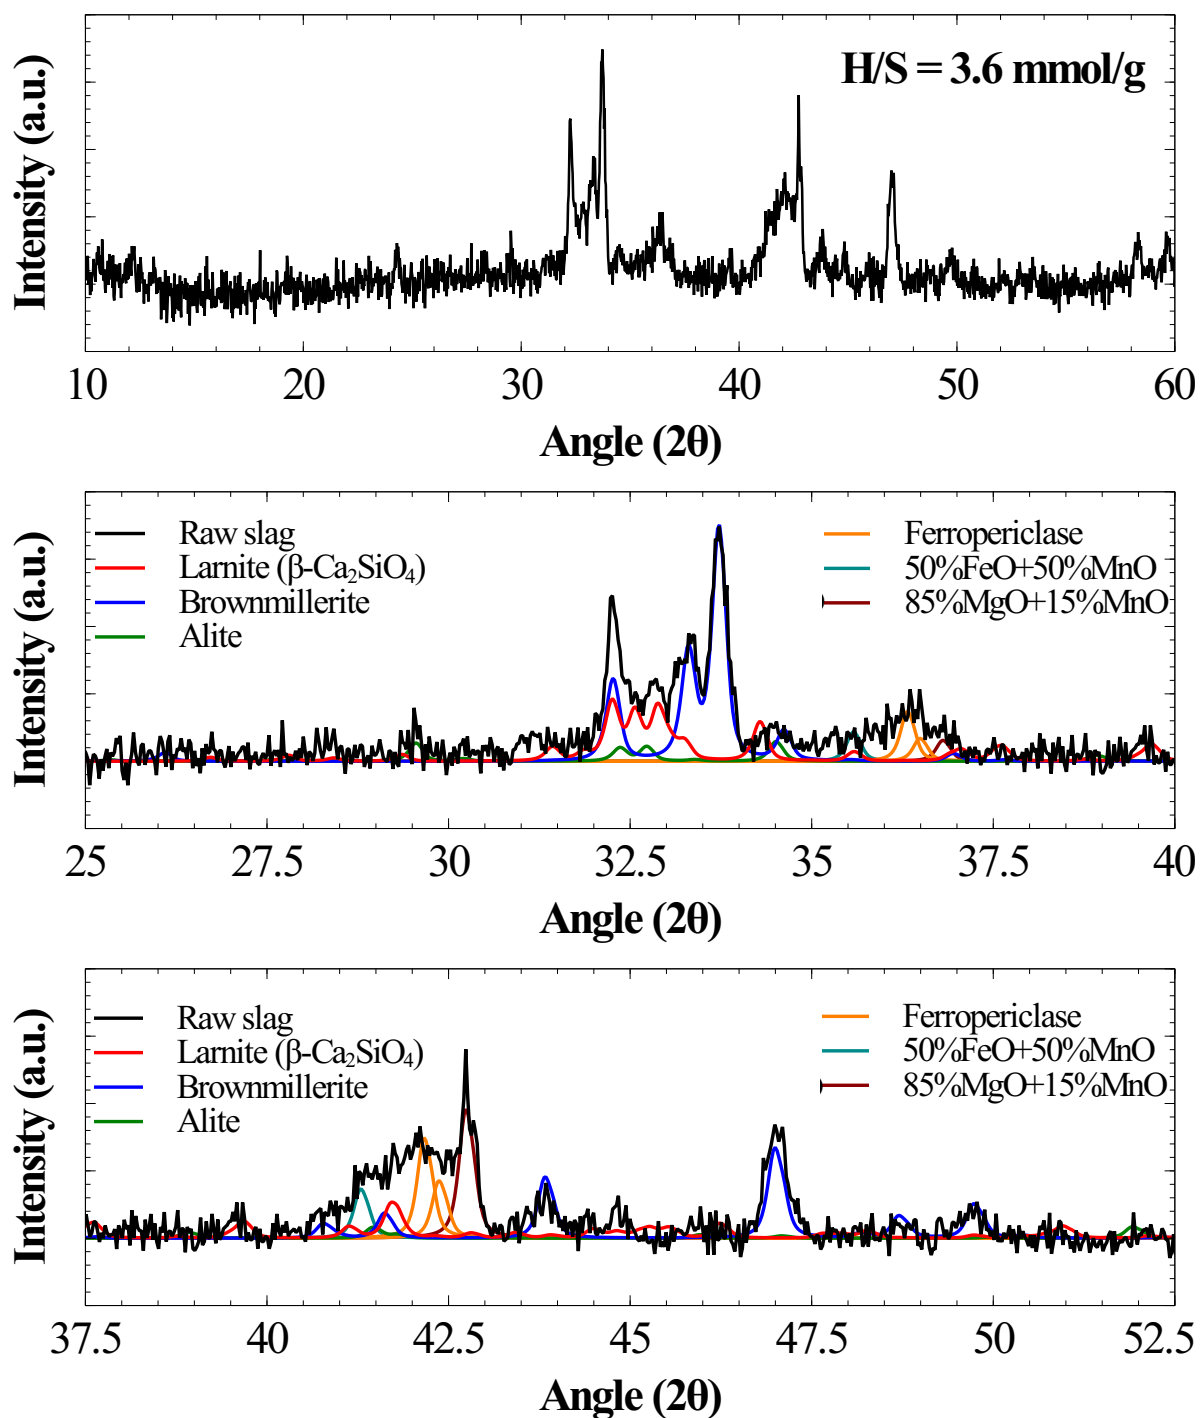 H/S = 3.6 mmol/g
Intensity (a.u.)
10 20 30 40 50 60
Angle (2θ)
Raw slag
Larnite (β-Ca₂SiO₄)
Brownmillerite
Alite
Ferropericlase
50%FeO+50%MnO
85%MgO+15%MnO
Intensity (a.u.)
25 27.5 30 32.5 35 37.5 40
Angle (2θ)
Raw slag
Larnite (β-Ca₂SiO₄)
Brownmillerite
Alite
Ferropericlase
50%FeO+50%MnO
85%MgO+15%MnO
Intensity (a.u.)
37.5 40 42.5 45 47.5 50 52.5
Angle (2θ)